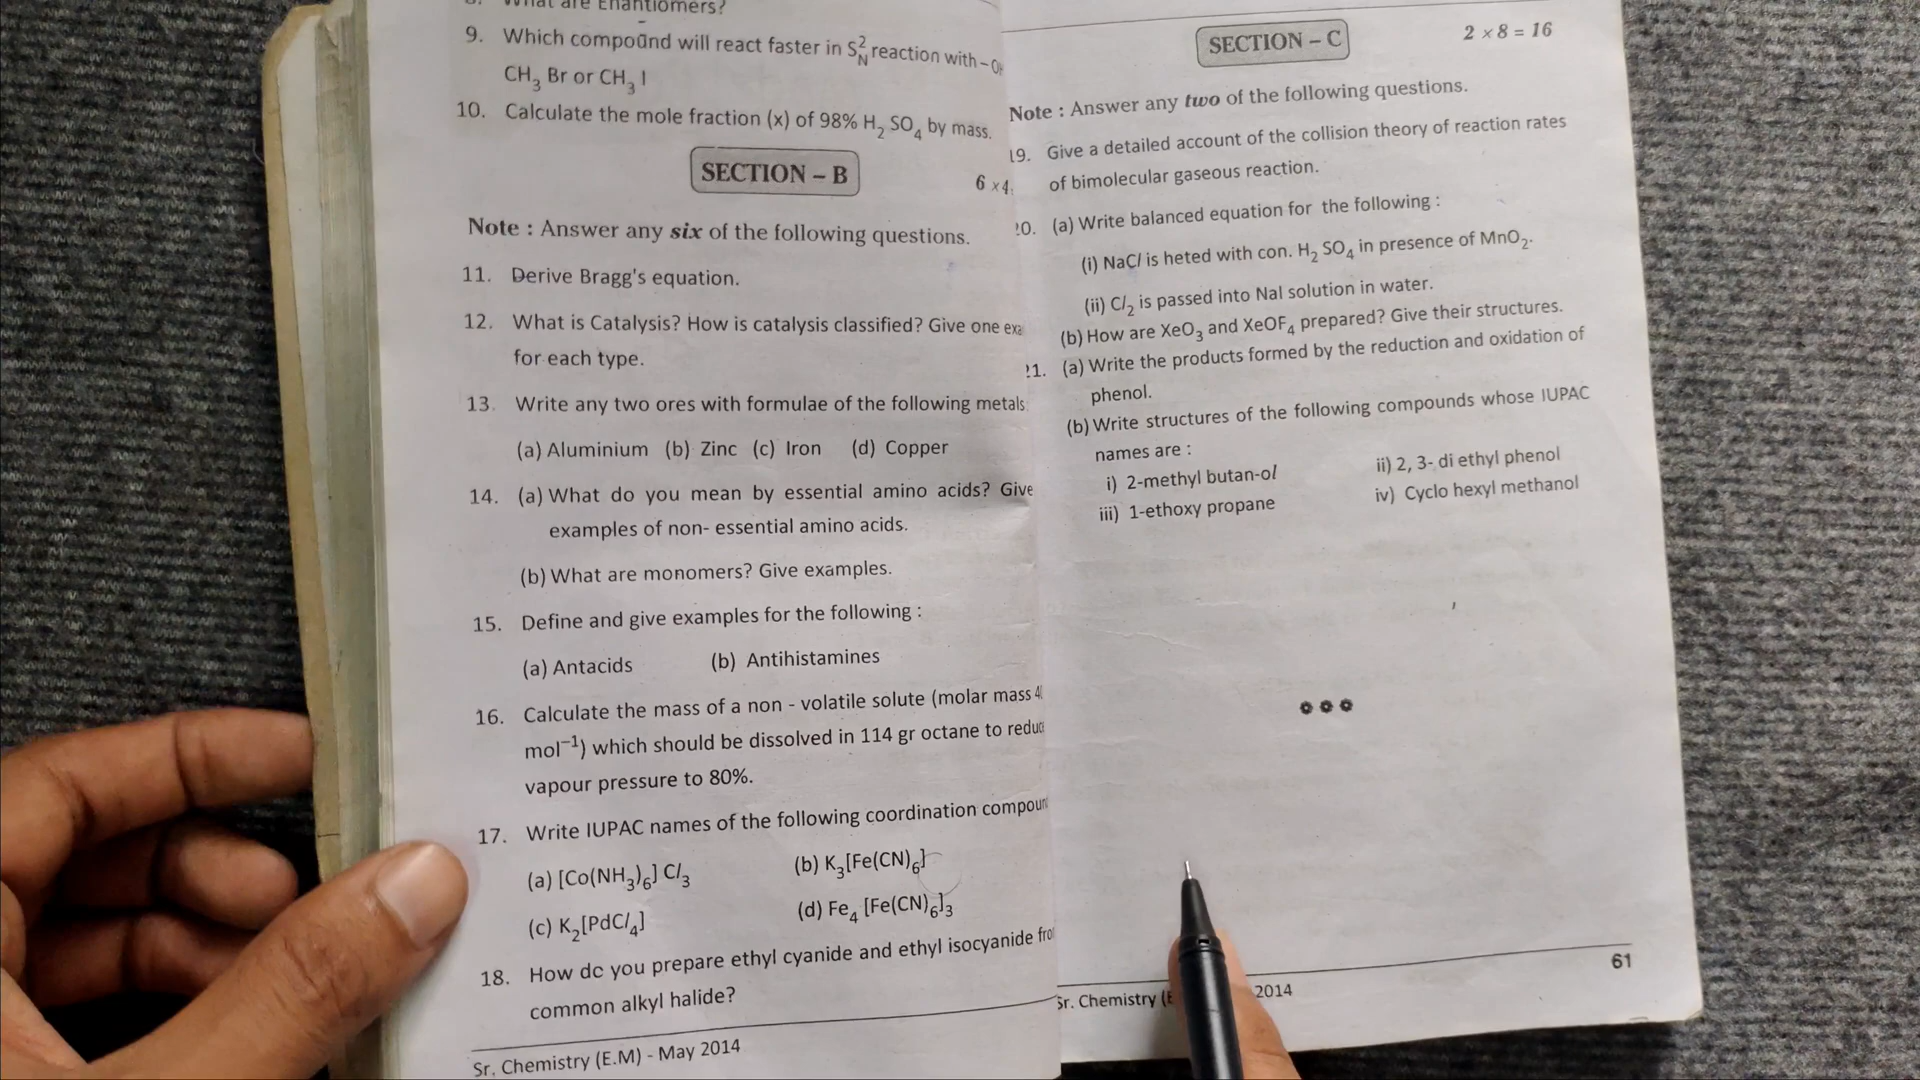 8. What are Enantiomers?
9. Which compound will react faster in S²N reaction with –
CH₃ Br or CH₃ I
10. Calculate the mole fraction (x) of 98% H₂ SO₄ by mass.
SECTION – B
6 ×4
Note : Answer any six of the following questions.
11. Derive Bragg's equation.
12. What is Catalysis? How is catalysis classified? Give one
for each type.
13. Write any two ores with formulae of the following metals
(a) Aluminium (b) Zinc (c) Iron (d) Copper
14. (a) What do you mean by essential amino acids? Give
examples of non- essential amino acids.
(b) What are monomers? Give examples.
15. Define and give examples for the following :
(a) Antacids (b) Antihistamines
16. Calculate the mass of a non - volatile solute (molar mass 4
mol⁻¹) which should be dissolved in 114 gr octane to
vapour pressure to 80%.
17. Write IUPAC names of the following coordination
(a) [Co(NH₃)₆] Cl₃ (b) K₃[Fe(CN)₆]
(c) K₂[PdCl₄] (d) Fe₄ [Fe(CN)₆]₃
18. How do you prepare ethyl cyanide and ethyl isocyanide
common alkyl halide?
Sr. Chemistry (E.M) - May 2014
SECTION – C
2 × 8 = 16
Note : Answer any two of the following questions.
19. Give a detailed account of the collision theory of reaction rates
of bimolecular gaseous reaction.
20. (a) Write balanced equation for the following :
(i) NaCl is heted with con. H₂ SO₄ in presence of MnO₂.
(ii) Cl₂ is passed into NaI solution in water.
(b) How are XeO₃ and XeOF₄ prepared? Give their structures.
21. (a) Write the products formed by the reduction and oxidation of
phenol.
(b) Write structures of the following compounds whose IUPAC
names are :
i) 2-methyl butan-ol ii) 2, 3- di ethyl phenol
iii) 1-ethoxy propane iv) Cyclo hexyl methanol
61
Sr. Chemistry 2014